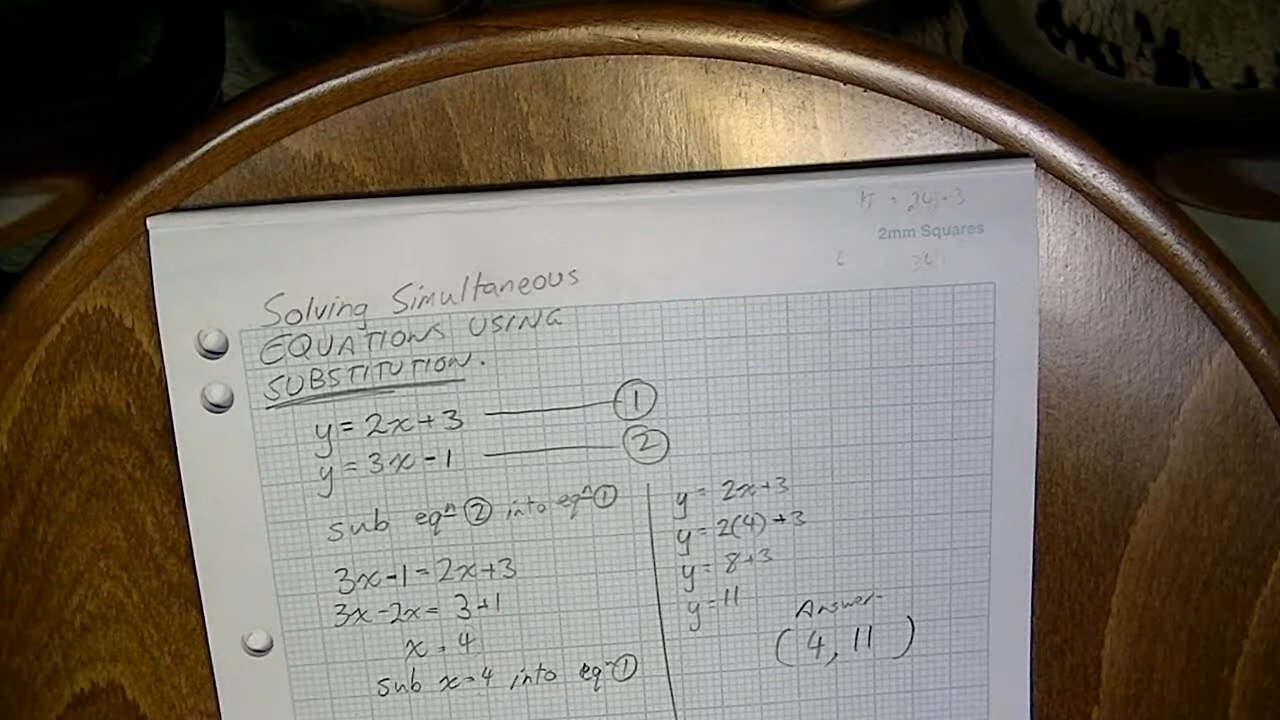 2mm Squares
Solving Simultaneous
EQUATIONS USING
SUBSTITUTION.
y = 2x+3 ① 
y = 3x-1 ②
sub eqⁿ ② into eqⁿ ①
3x-1=2x+3
3x-2x= 3+1
x = 4
sub x=4 into eqⁿ ①
y = 2x+3
y = 2(4)+3
y = 8+3
y = 11
Answer-
(4, 11)